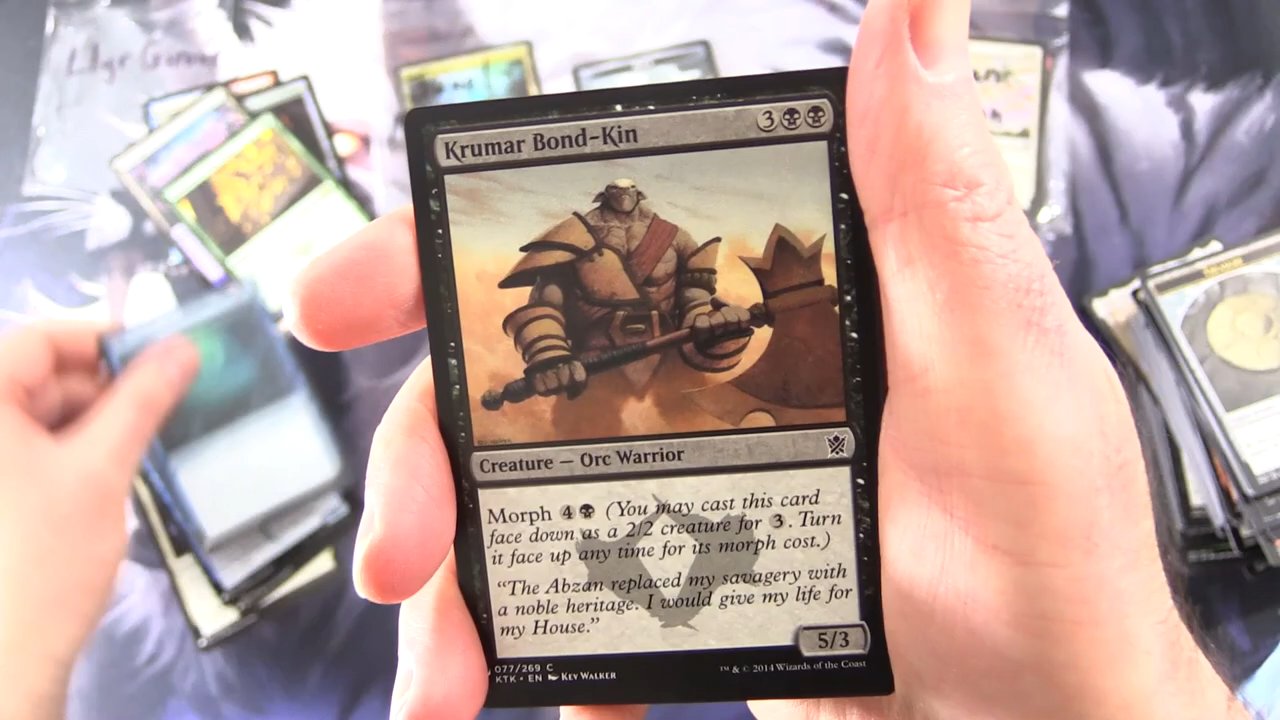 Krumar Bond-Kin
3
Creature — Orc Warrior
Morph 4 (You may cast this card
face down as a 2/2 creature for 3. Turn
it face up any time for its morph cost.)
“The Abzan replaced my savagery with
a noble heritage. I would give my life for
my House.”
5/3
077/269 C
KTK • EN KEV WALKER
™ & © 2014 Wizards of the Coast